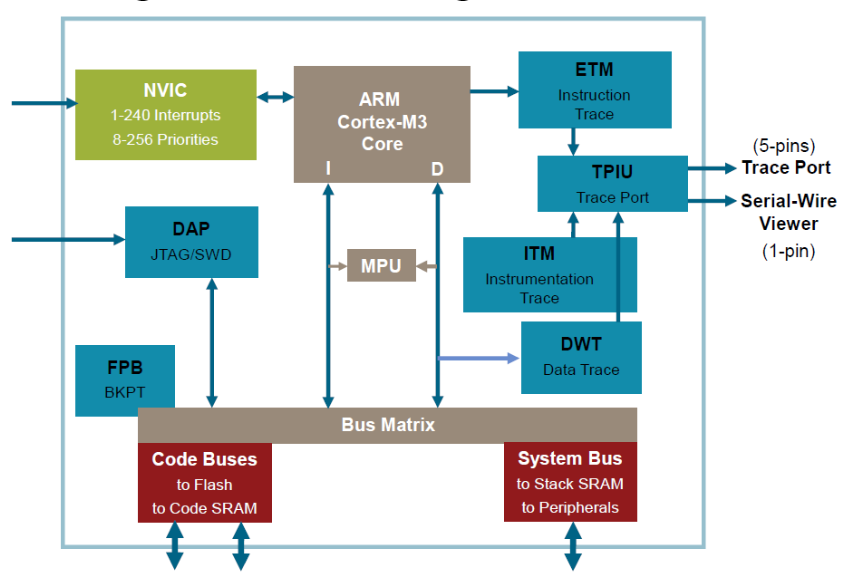 NVIC
1-240 Interrupts
8-256 Priorities
ARM
Cortex-M3
Core
I
D
ETM
Instruction
Trace
TPIU
Trace Port
(5-pins)
Trace Port
Serial-Wire
Viewer
(1-pin)
DAP
JTAG/SWD
MPU
ITM
Instrumentation
Trace
DWT
Data Trace
FPB
BKPT
Bus Matrix
Code Buses
to Flash
to Code SRAM
System Bus
to Stack SRAM
to Peripherals